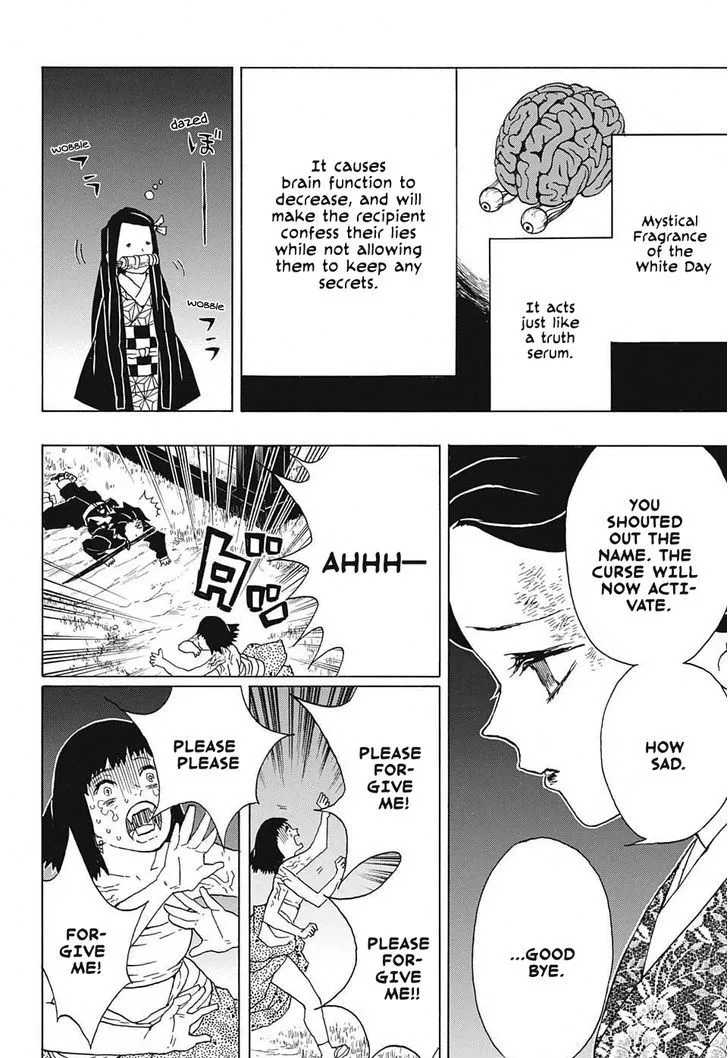 Mystical
Fragrance
of the
White Day
It acts
just like
a truth
serum.
It causes
brain function to
decrease, and will
make the recipient
confess their lies
while not allowing
them to keep any
secrets.
dazed
ぼーーー
wobble
フラ
wobble
フラ
YOU
SHOUTED
OUT THE
NAME. THE
CURSE WILL
NOW ACTI-
VATE.
HOW
SAD.
...GOOD
BYE.
AHHH—
PLEASE
FOR-
GIVE ME!
PLEASE
FOR-
GIVE
ME!!
PLEASE
PLEASE
FOR-
GIVE
ME!